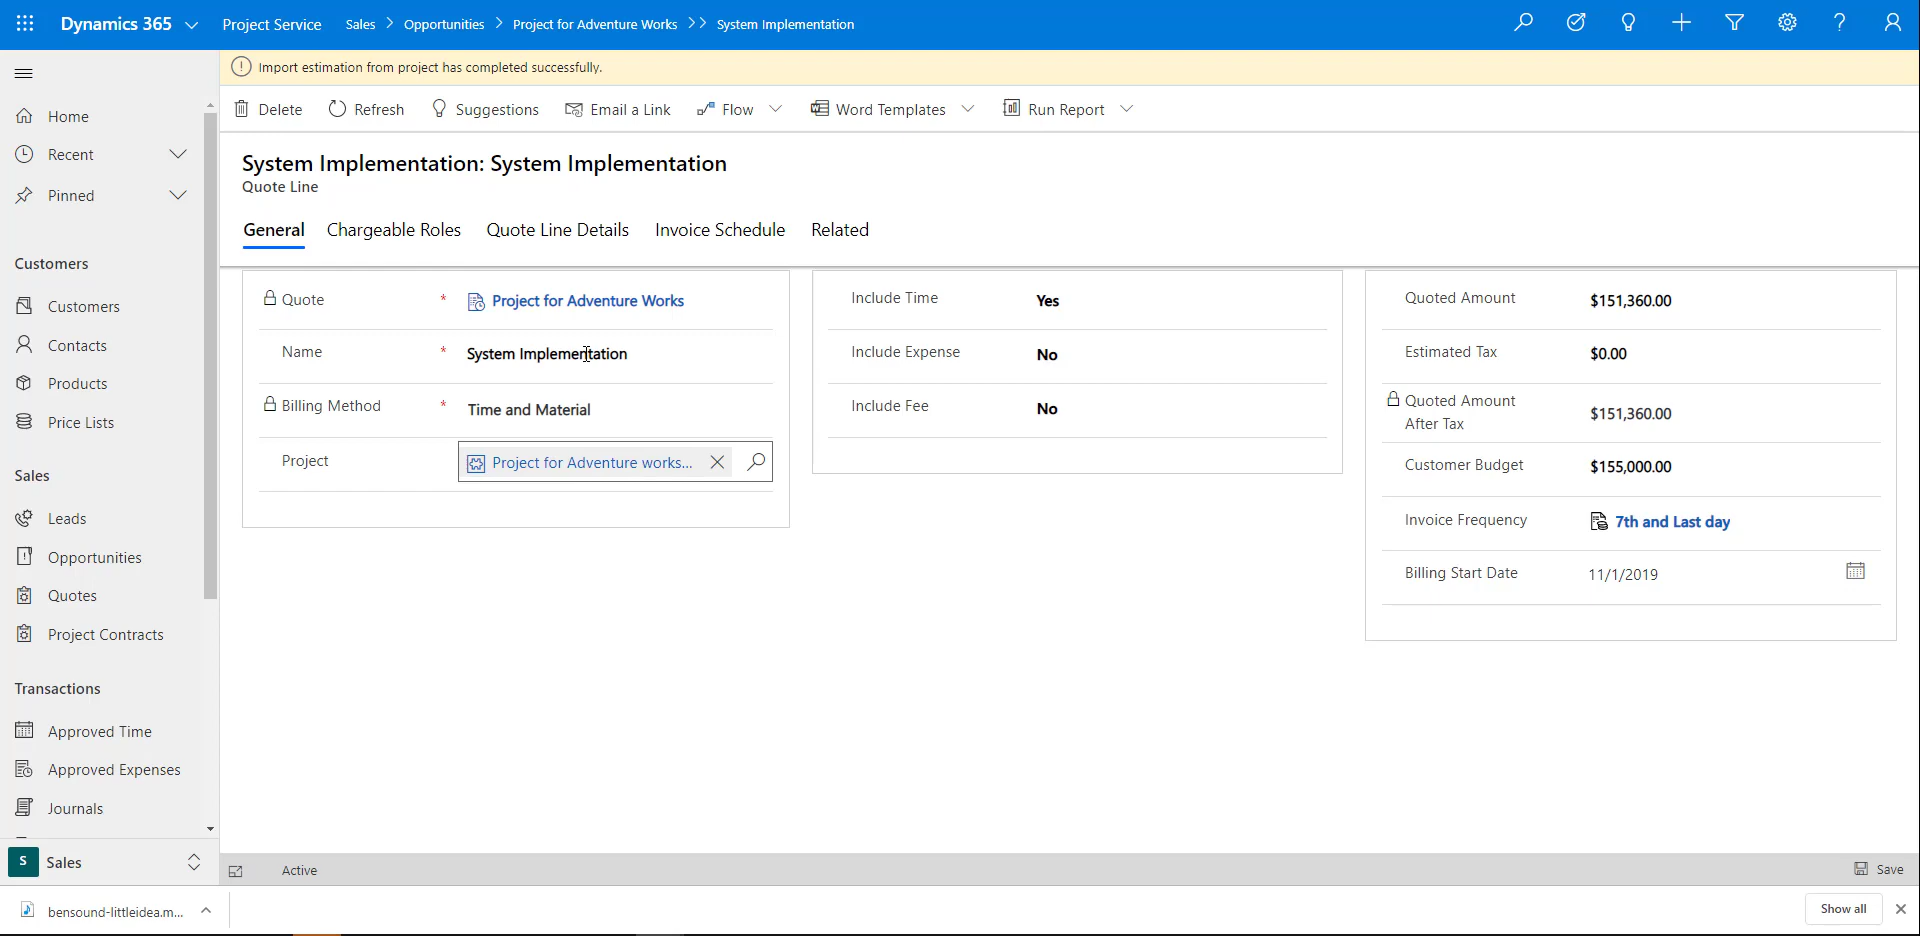 Dynamics 365 Project Service Sales Opportunities Project for Adventure Works System Implementation
Import estimation from project has completed successfully.
Delete Refresh Suggestions Email a Link Flow Word Templates Run Report
Home
Recent
Pinned
Customers
Customers
Contacts
Products
Price Lists
Sales
Leads
Opportunities
Quotes
Project Contracts
Transactions
Approved Time
Approved Expenses
Journals
S Sales
System Implementation: System Implementation
Quote Line
General Chargeable Roles Quote Line Details Invoice Schedule Related
Quote * Project for Adventure Works
Name * System Implementation
Billing Method * Time and Material
Project Project for Adventure works...
Include Time Yes
Include Expense No
Include Fee No
Quoted Amount $151,360.00
Estimated Tax $0.00
Quoted Amount
After Tax $151,360.00
Customer Budget $155,000.00
Invoice Frequency 7th and Last day
Billing Start Date 11/1/2019
Active Save
bensound-littleidea.m... Show all